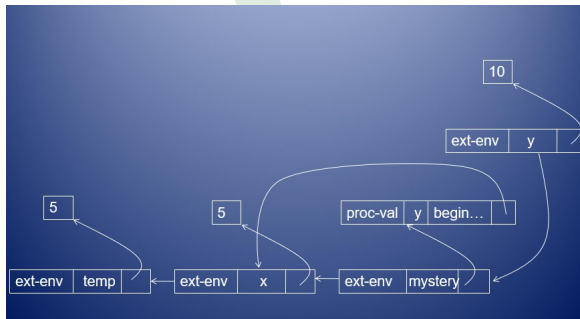 10
ext-env y
5
5
proc-val y begin...
ext-env temp
ext-env x
ext-env mystery